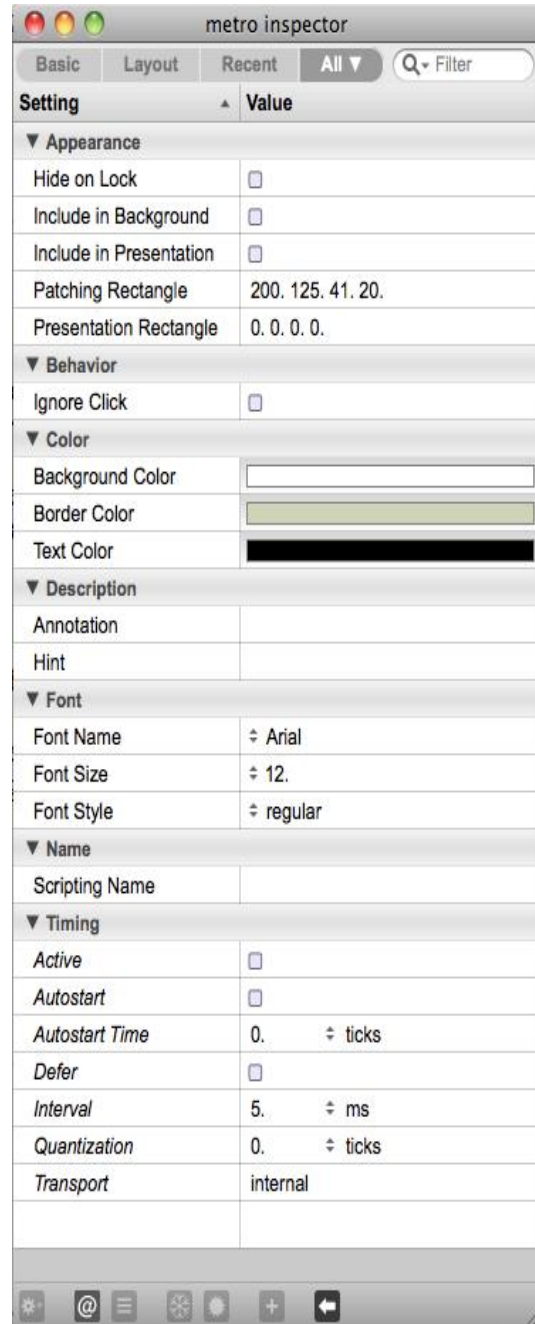 metro inspector
Basic Layout Recent All ▼ Filter
Setting ▲ Value
▼ Appearance
Hide on Lock
Include in Background
Include in Presentation
Patching Rectangle 200. 125. 41. 20.
Presentation Rectangle 0. 0. 0. 0.
▼ Behavior
Ignore Click
▼ Color
Background Color
Border Color
Text Color
▼ Description
Annotation
Hint
▼ Font
Font Name Arial
Font Size 12.
Font Style regular
▼ Name
Scripting Name
▼ Timing
Active
Autostart
Autostart Time 0. ticks
Defer
Interval 5. ms
Quantization 0. ticks
Transport internal
@ +